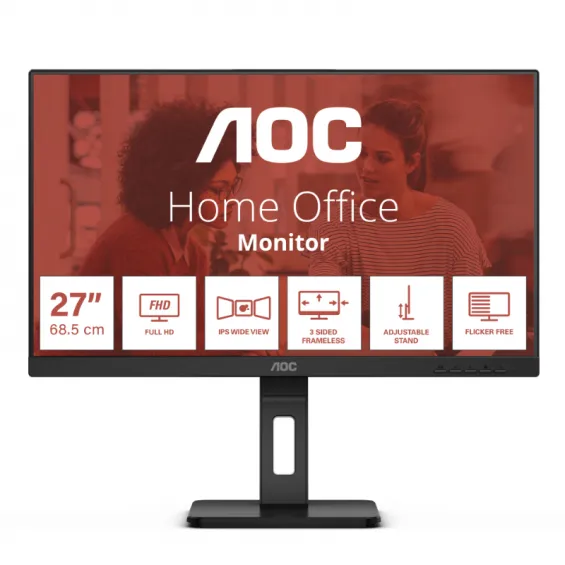 AOC
Home Office
Monitor
27"
68.5 cm
FHD
FULL HD
IPS WIDE VIEW
3 SIDED
FRAMELESS
ADJUSTABLE
STAND
FLICKER FREE
AOC